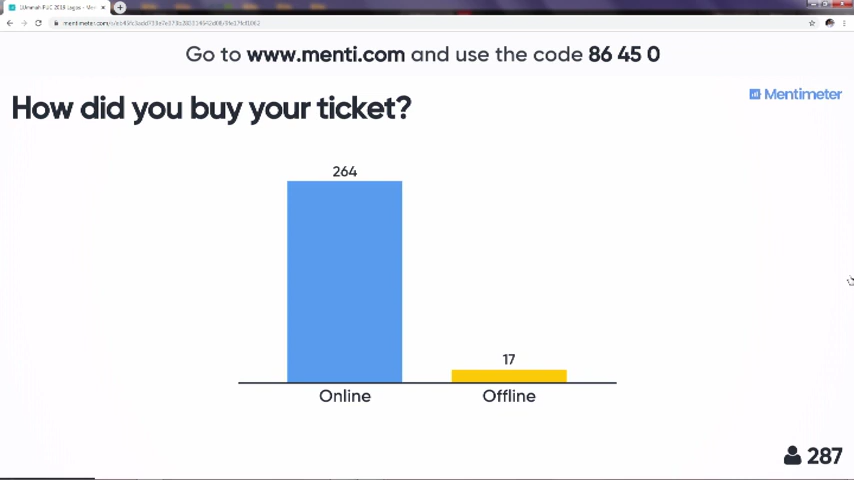 Go to www.menti.com and use the code 86 45 0
How did you buy your ticket?
Mentimeter
264
17
Online
Offline
287